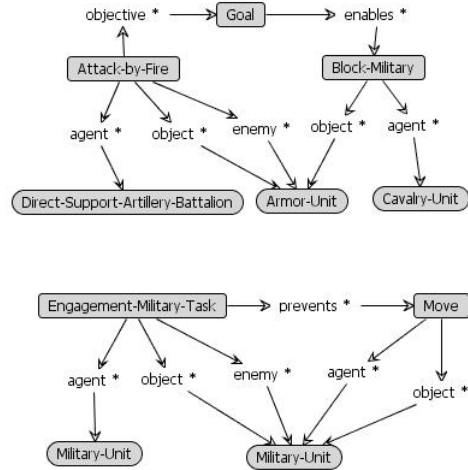 objective *
Goal
enables *
Attack-by-Fire
Block-Military
agent *
object *
enemy *
object *
agent *
Direct-Support-Artillery-Battalion
Armor-Unit
Cavalry-Unit
Engagement-Military-Task
prevents *
Move
agent *
object *
enemy *
agent *
object *
Military-Unit
Military-Unit